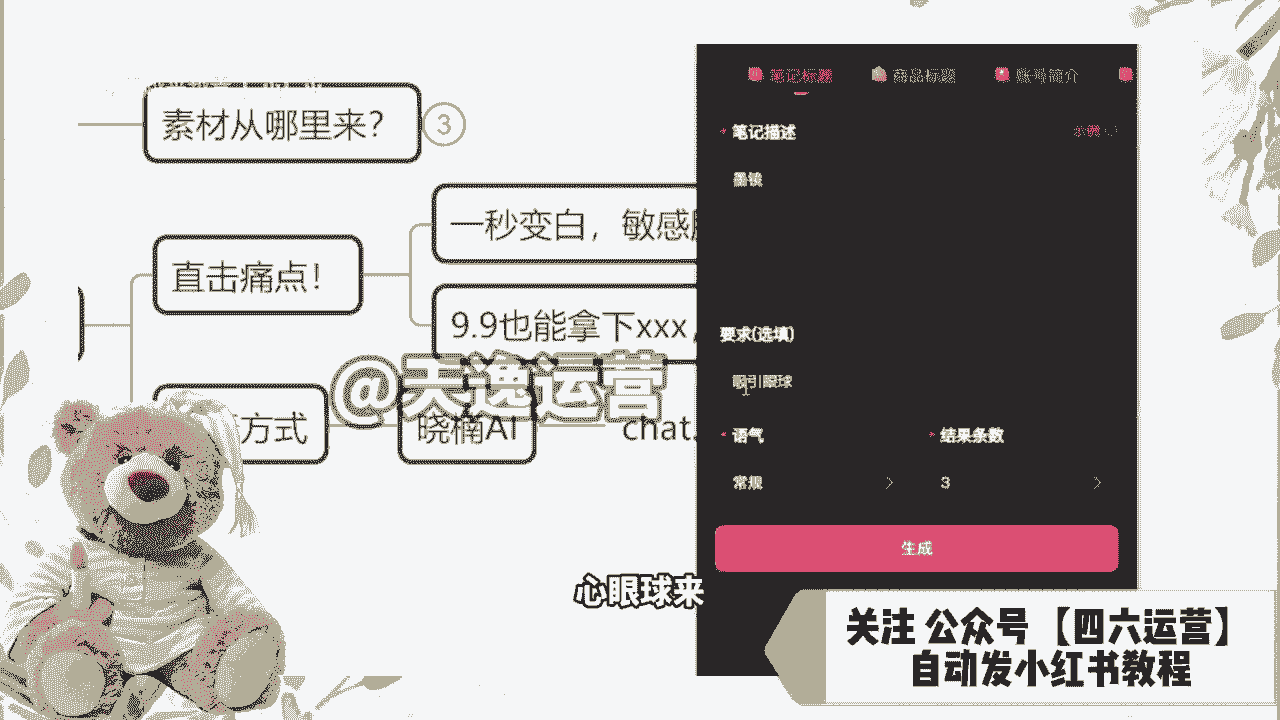 素材从哪里来？
3
直击痛点！
一秒变白，敏感
9.9也能拿下xxx，
方式
晓楠AI
chat.
@天逸运营
笔记标题
商品标题
账号简介
* 笔记描述
示例
墨镜
要求(选填)
吸引眼球
* 语气
* 结果条数
常规
3
生成
心眼球来
关注 公众号 【四六运营】
自动发小红书教程